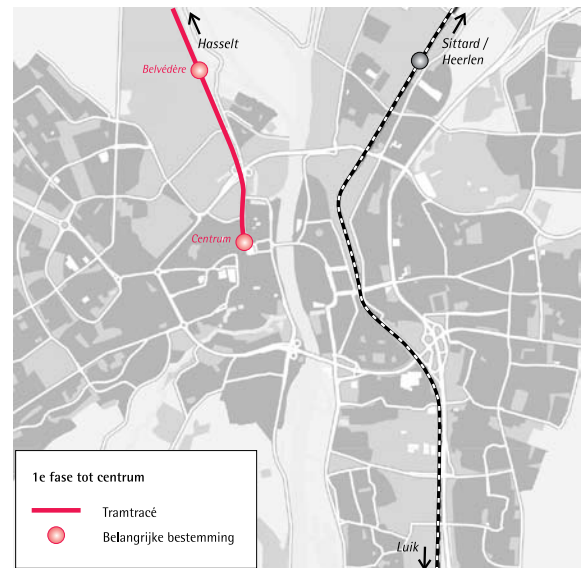 Hasselt
Sittard /
Heerlen
Belvédère
Centrum
1e fase tot centrum
Tramtracé
Belangrijke bestemming
Luik